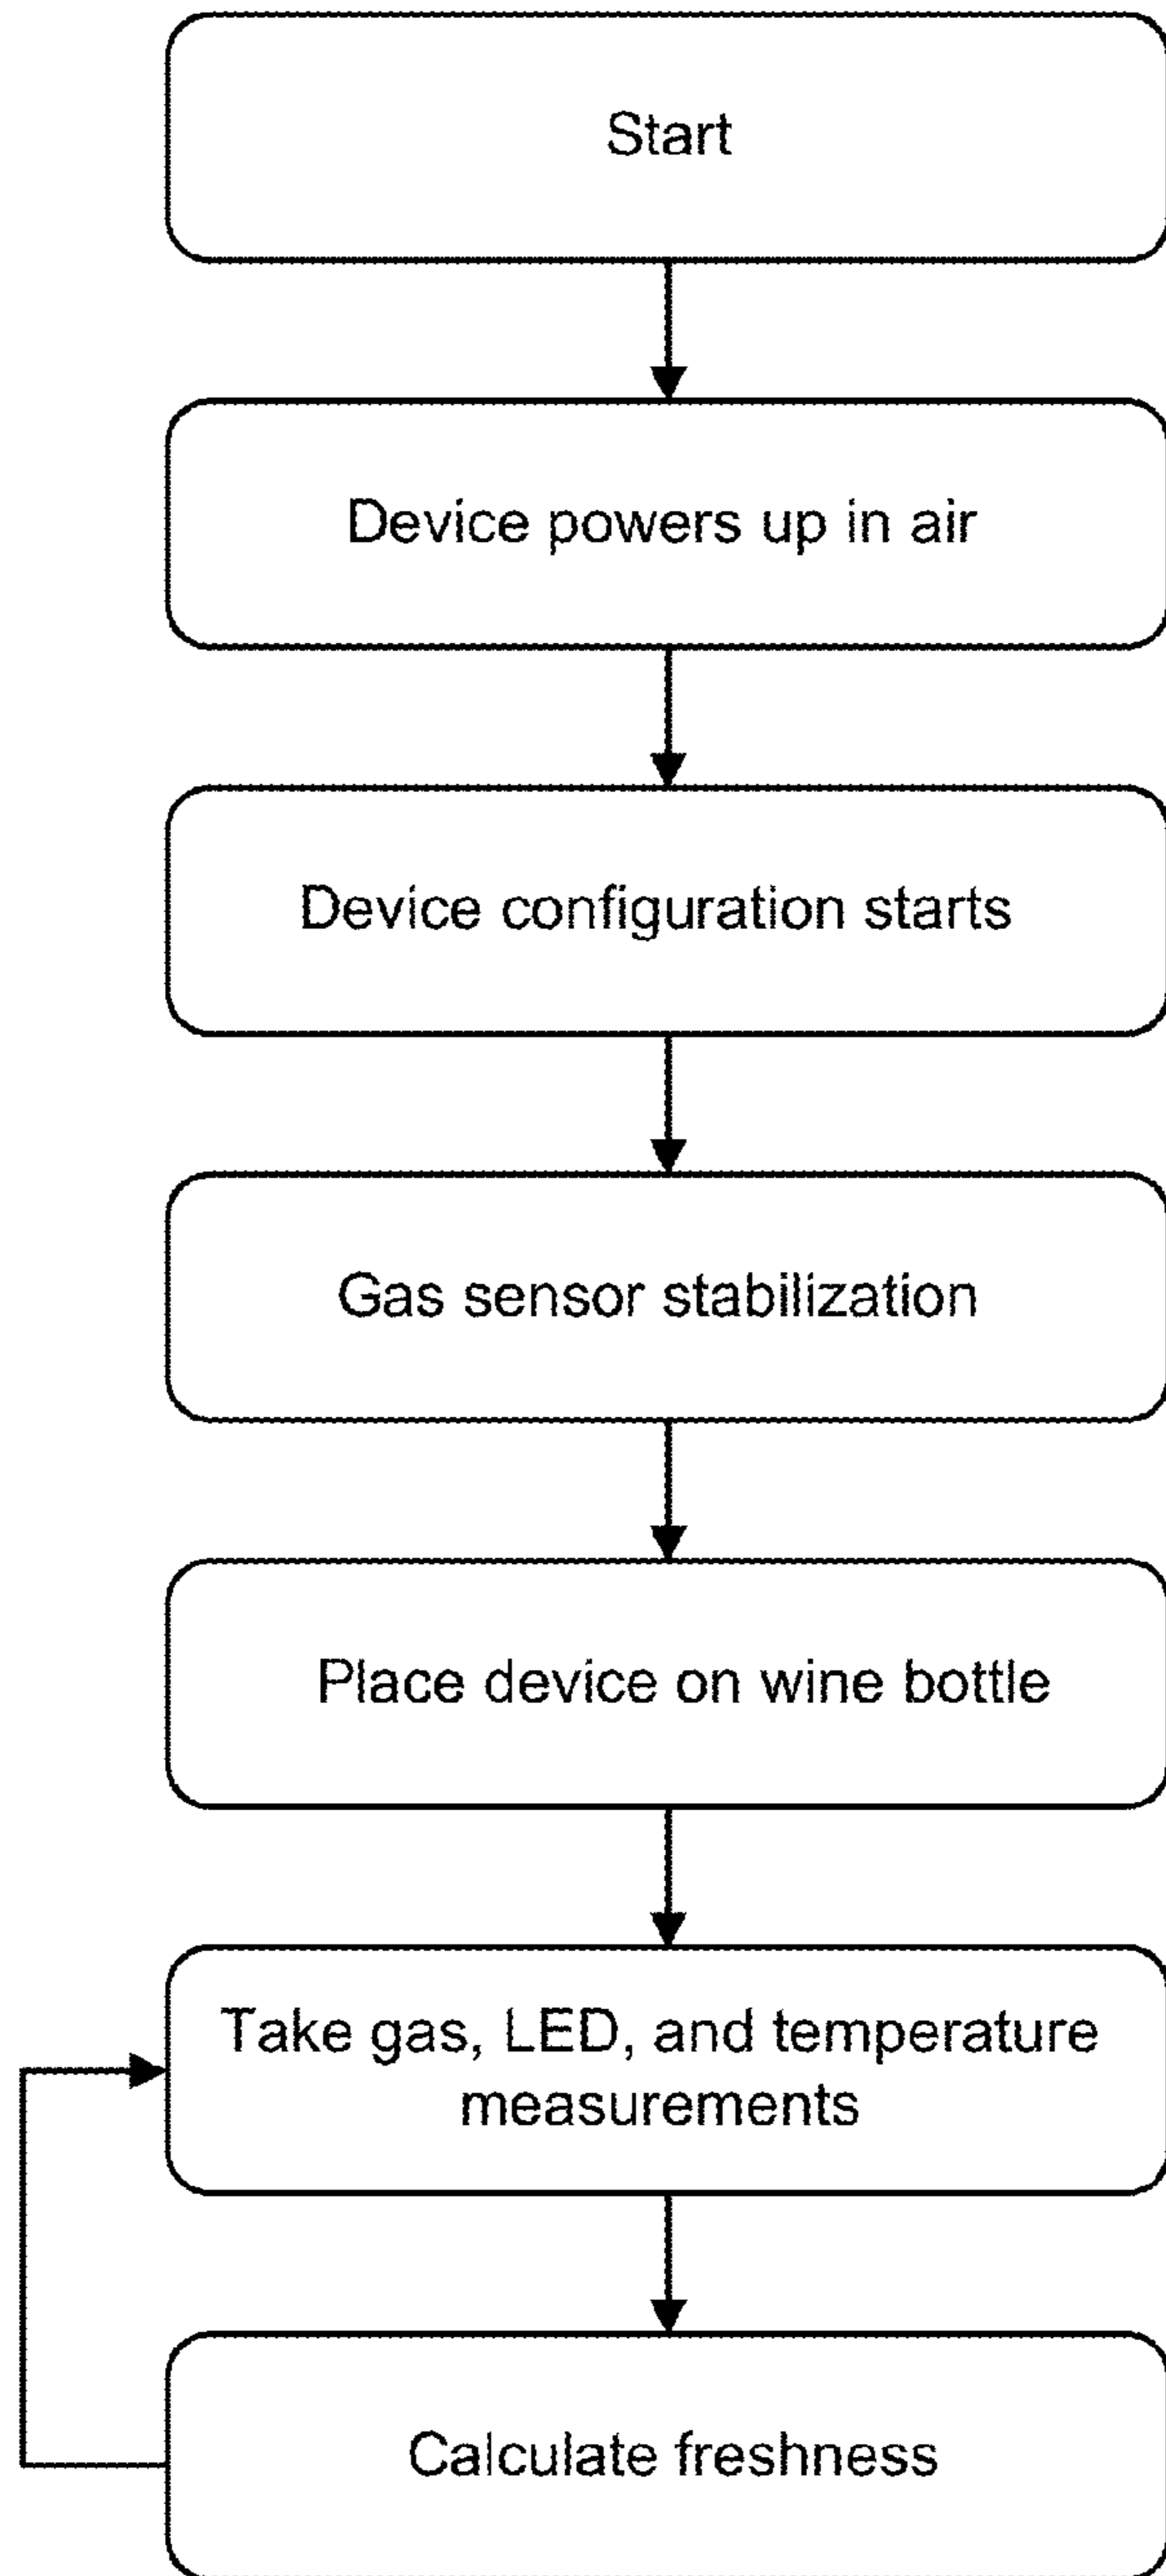 Start
Device powers up in air
Device configuration starts
Gas sensor stabilization
Place device on wine bottle
Take gas, LED, and temperature
measurements
Calculate freshness